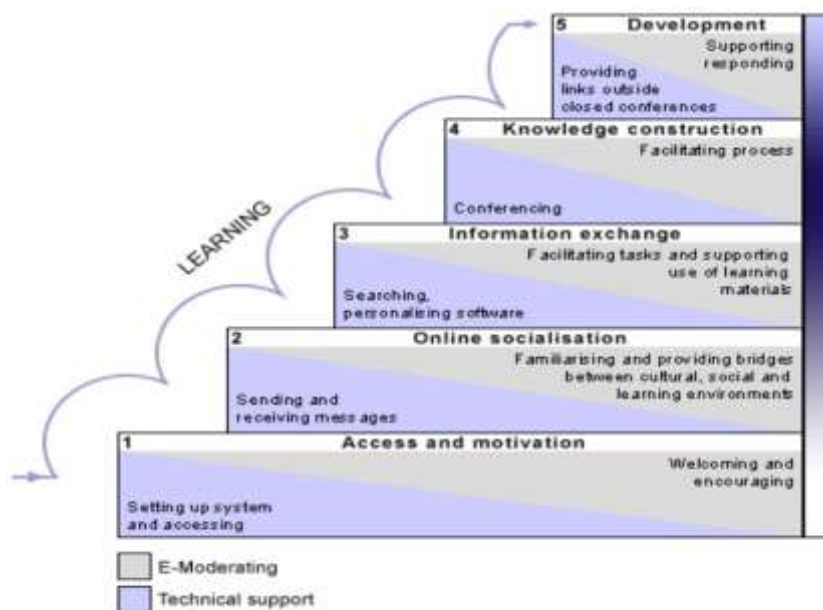 5 Development
Supporting
responding
Providing
links outside
closed conferences
4 Knowledge construction
Facilitating process
Conferencing
3 Information exchange
Facilitating tasks and supporting
use of learning
materials
Searching,
personalising software
2 Online socialisation
Familiarising and providing bridges
between cultural, social and
learning environments
Sending and
receiving messages
1 Access and motivation
Welcoming and
encouraging
Setting up system
and accessing
LEARNING
E-Moderating
Technical support